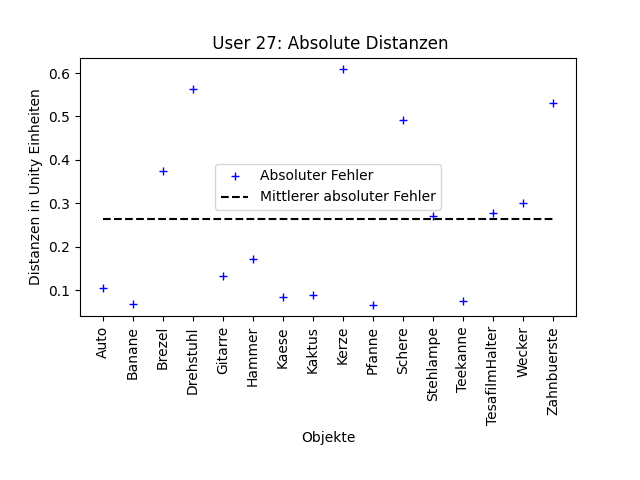 User 27: Absolute Distanzen
Distanzen in Unity Einheiten
0.6
0.5
0.4
0.3
0.2
0.1
Absoluter Fehler
Mittlerer absoluter Fehler
Auto
Banane
Brezel
Drehstuhl
Gitarre
Hammer
Kaese
Kaktus
Kerze
Pfanne
Schere
Stehlampe
Teekanne
TesafilmHalter
Wecker
Zahnbuerste
Objekte